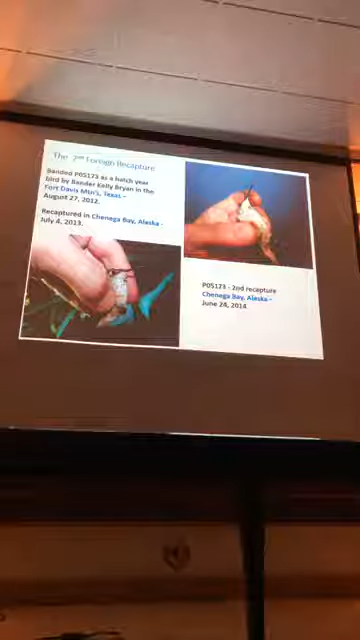 The 2nd Foreign Recapture
Banded P05173 as a hatch year
bird by Bander Kelly Bryan in the
Fort Davis Mtn's, Texas -
August 27, 2012.
Recaptured in Chenega Bay, Alaska -
July 4, 2013.
P05173 - 2nd recapture
Chenega Bay, Alaska -
June 24, 2014